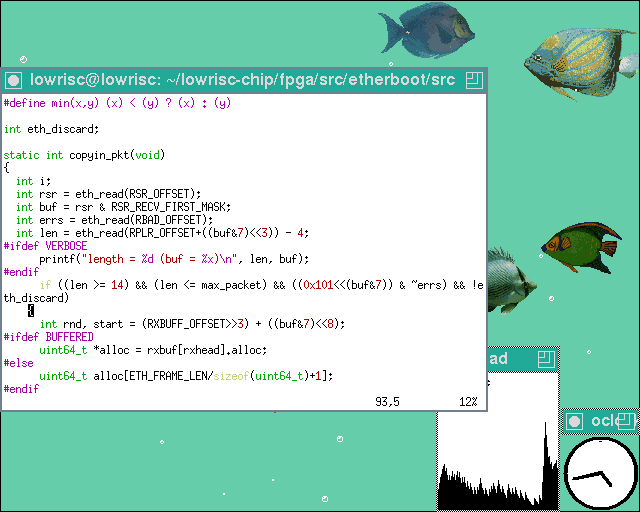 lowrisc@lowrisc: ~/lowrisc-chip/fpga/src/etherboot/src
#define min(x,y) (x) < (y) ? (x) : (y)
int eth_discard;
static int copyin_pkt(void)
{
int i;
int rsr = eth_read(RSR_OFFSET);
int buf = rsr & RSR_RECV_FIRST_MASK;
int errs = eth_read(RBAD_OFFSET);
int len = eth_read(RPLR_OFFSET+((buf&7)<<3)) - 4;
#ifdef VERBOSE
printf("length = %d (buf = %x)\n", len, buf);
#endif
if ((len >= 14) && (len <= max_packet) && ((0x101<<(buf&7)) & ~errs) && !e
th_discard)
{
int rnd, start = (RXBUFF_OFFSET>>3) + ((buf&7)<<8);
#ifdef BUFFERED
uint64_t *alloc = rxbuf[rxhead].alloc;
#else
uint64_t alloc[ETH_FRAME_LEN/sizeof(uint64_t)+1];
#endif
93,5 12%
ad
oclo